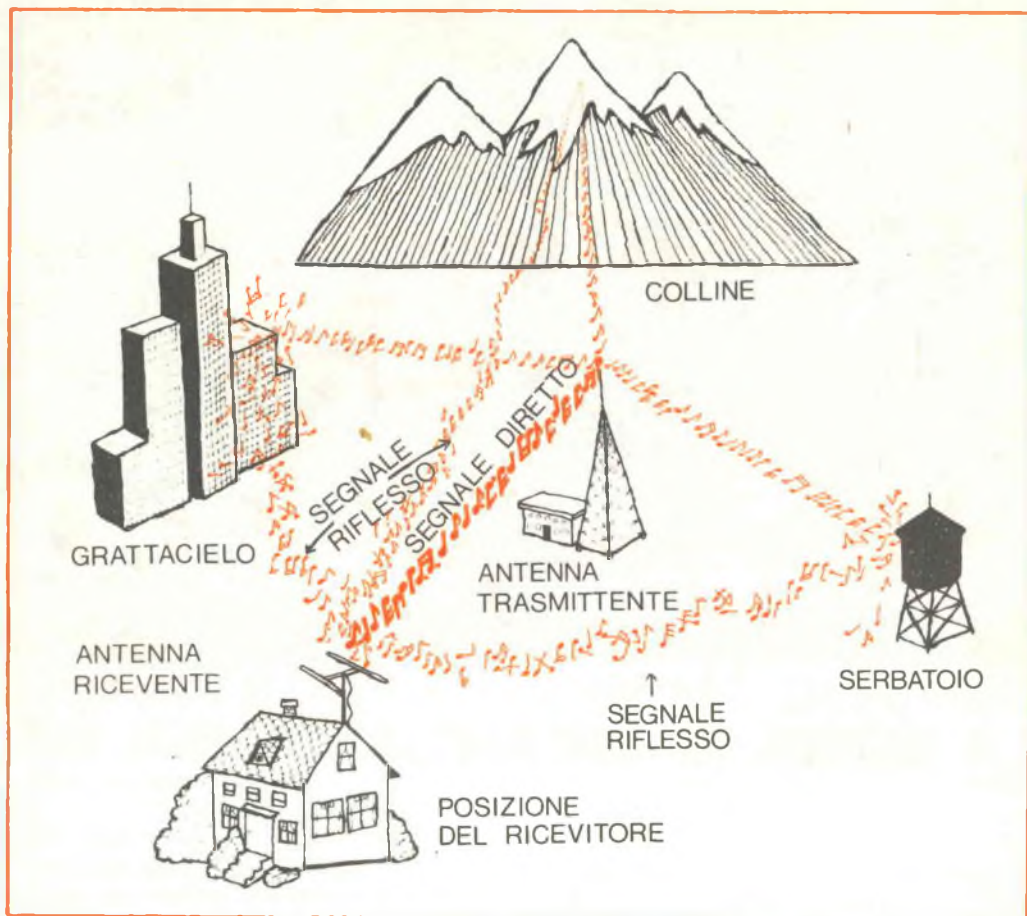 COLLINE
GRATTACIELO
SEGNALE
RIFLESSO
SEGNALE DIRETTO
ANTENNA
TRASMITTENTE
SERBATOIO
ANTENNA
RICEVENTE
SEGNALE
RIFLESSO
POSIZIONE
DEL RICEVITORE